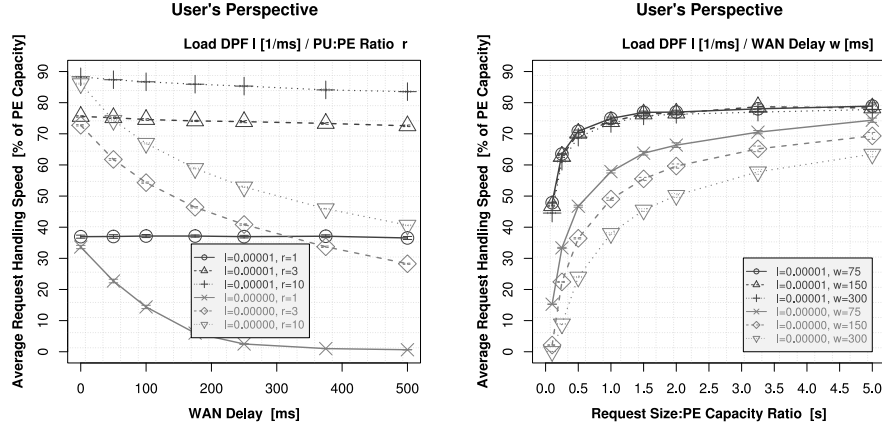 User's Perspective
Load DPF l [1/ms] / PU:PE Ratio r
Average Request Handling Speed [% of PE Capacity]
90
80
70
60
50
40
30
20
10
0
l=0.00001, r=1
l=0.00001, r=3
l=0.00001, r=10
l=0.00000, r=1
l=0.00000, r=3
l=0.00000, r=10
0 100 200 300 400 500
WAN Delay [ms]
User's Perspective
Load DPF l [1/ms] / WAN Delay w [ms]
Average Request Handling Speed [% of PE Capacity]
90
80
70
60
50
40
30
20
10
0
l=0.00001, w=75
l=0.00001, w=150
l=0.00001, w=300
l=0.00000, w=75
l=0.00000, w=150
l=0.00000, w=300
0.0 0.5 1.0 1.5 2.0 2.5 3.0 3.5 4.0 4.5 5.0
Request Size:PE Capacity Ratio [s]